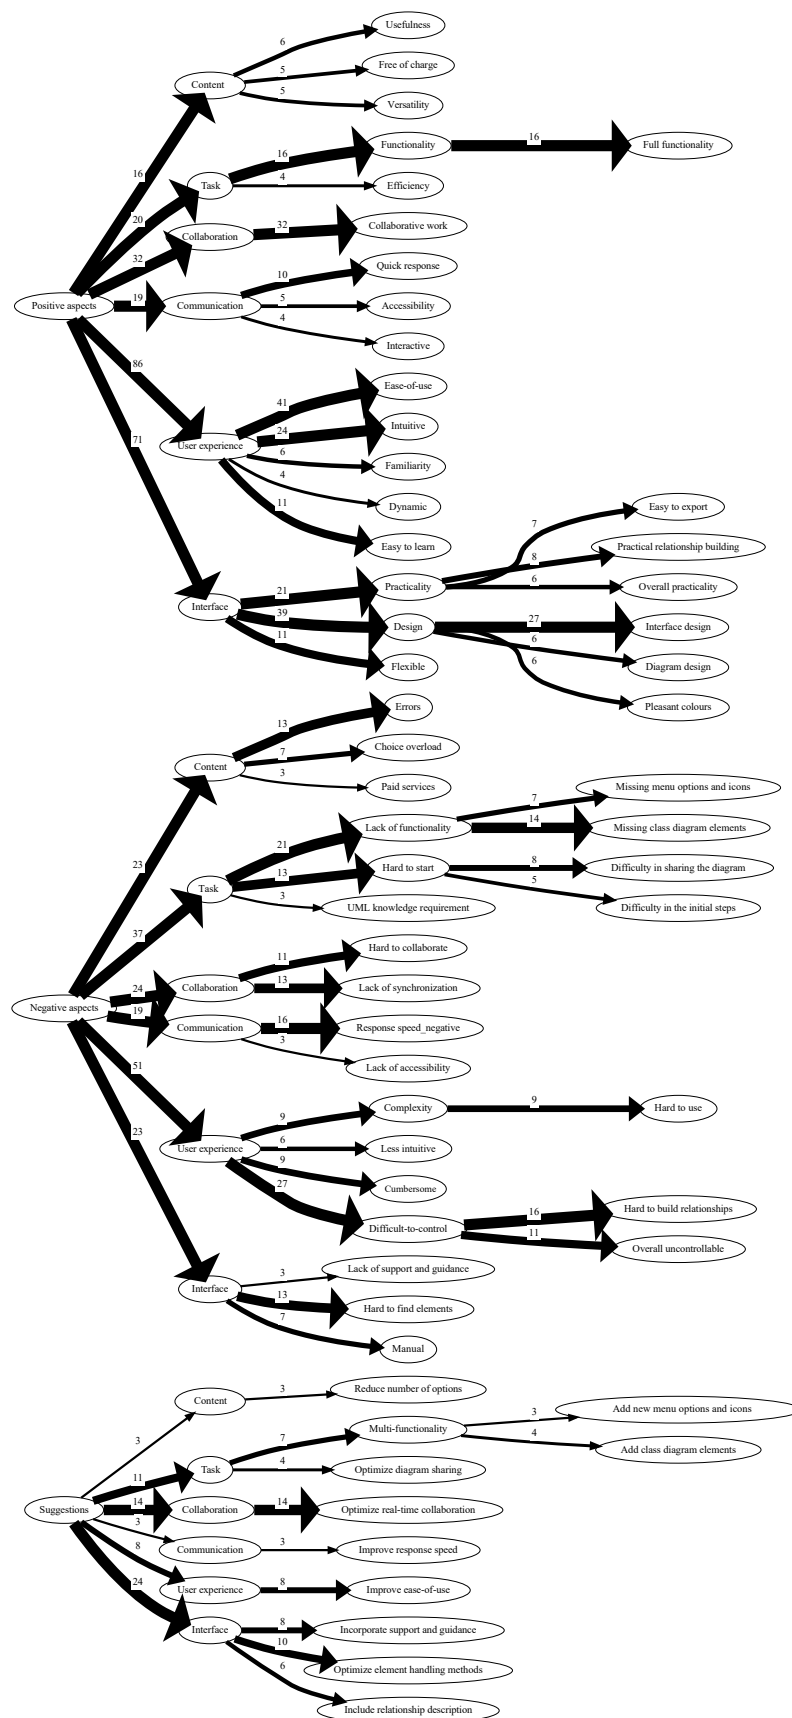 Usefulness
6
Content
5
Free of charge
5
Versatility
16
Functionality
16
Full functionality
16
Task
4
Efficiency
20
Collaboration
32
Collaborative work
32
Quick response
10
Positive aspects
19
Communication
5
Accessibility
4
Interactive
86
Ease-of-use
41
User experience
24
Intuitive
71
6
Familiarity
4
Dynamic
11
Easy to learn
7
Easy to export
8
Practical relationship building
Practicality
21
6
Overall practicality
Interface
39
Design
27
Interface design
11
Flexible
6
Diagram design
6
Pleasant colours
Errors
13
Content
7
Choice overload
3
Paid services
7
Missing menu options and icons
23
Lack of functionality
21
14
Missing class diagram elements
Task
13
Hard to start
8
Difficulty in sharing the diagram
3
UML knowledge requirement
5
Difficulty in the initial steps
37
Hard to collaborate
11
Collaboration
13
Lack of synchronization
24
Negative aspects
19
Communication
16
Response speed_negative
3
Lack of accessibility
51
Complexity
9
9
Hard to use
User experience
6
Less intuitive
23
9
Cumbersome
27
Difficult-to-control
16
Hard to build relationships
11
Overall uncontrollable
Lack of support and guidance
3
Interface
13
Hard to find elements
7
Manual
Content
3
Reduce number of options
3
Multi-functionality
7
3
Add new menu options and icons
4
Add class diagram elements
Task
4
Optimize diagram sharing
11
Suggestions
14
Collaboration
14
Optimize real-time collaboration
3
Communication
3
Improve response speed
8
User experience
8
Improve ease-of-use
24
Interface
8
Incorporate support and guidance
10
Optimize element handling methods
6
Include relationship description